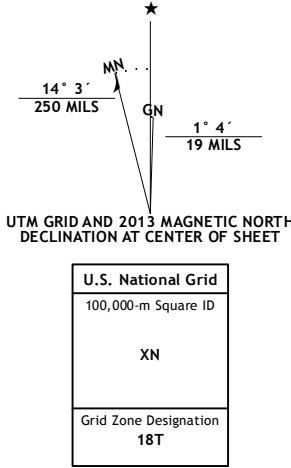 ★
MN
14° 3´
250 MILS
GN
1° 4´
19 MILS
UTM GRID AND 2013 MAGNETIC NORTH
DECLINATION AT CENTER OF SHEET
U.S. National Grid
100,000-m Square ID
XN
Grid Zone Designation
18T